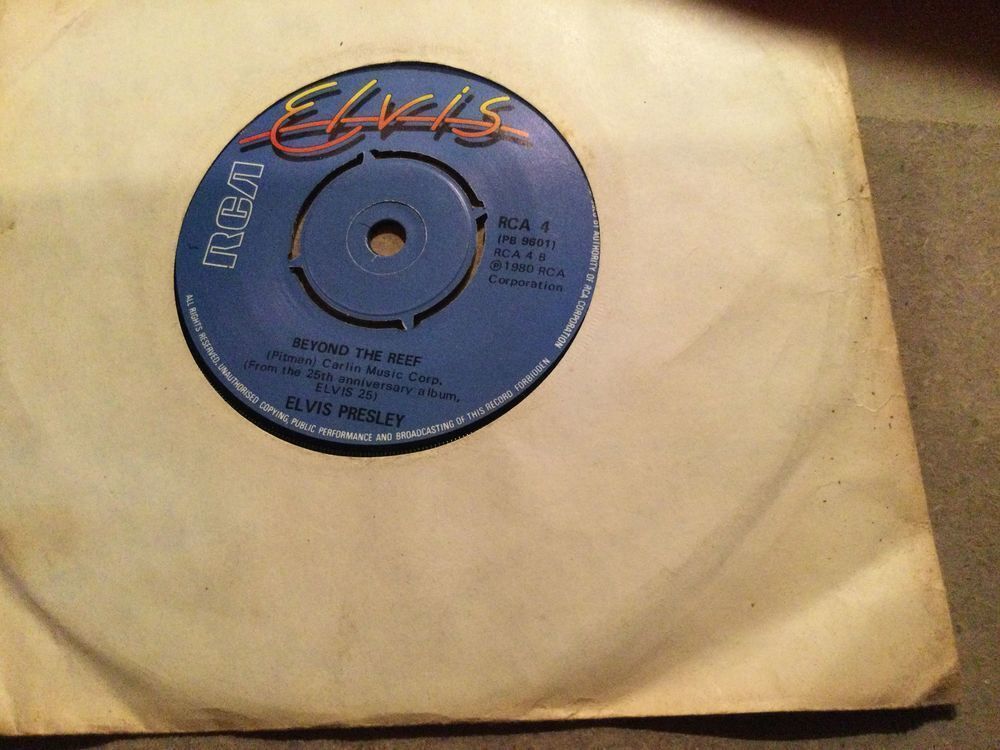 Elvis
RCA
RCA 4
(PB 9601)
RCA 4 B
℗ 1980 RCA
Corporation
BEYOND THE REEF
(Pitman) Carlin Music Corp.
(From the 25th anniversary album,
ELVIS 25)
ELVIS PRESLEY
ALL RIGHTS RESERVED. UNAUTHORISED COPYING, PUBLIC PERFORMANCE AND BROADCASTING OF THIS RECORD FORBIDDEN
AUTHORITY OF RCA CORPORATION